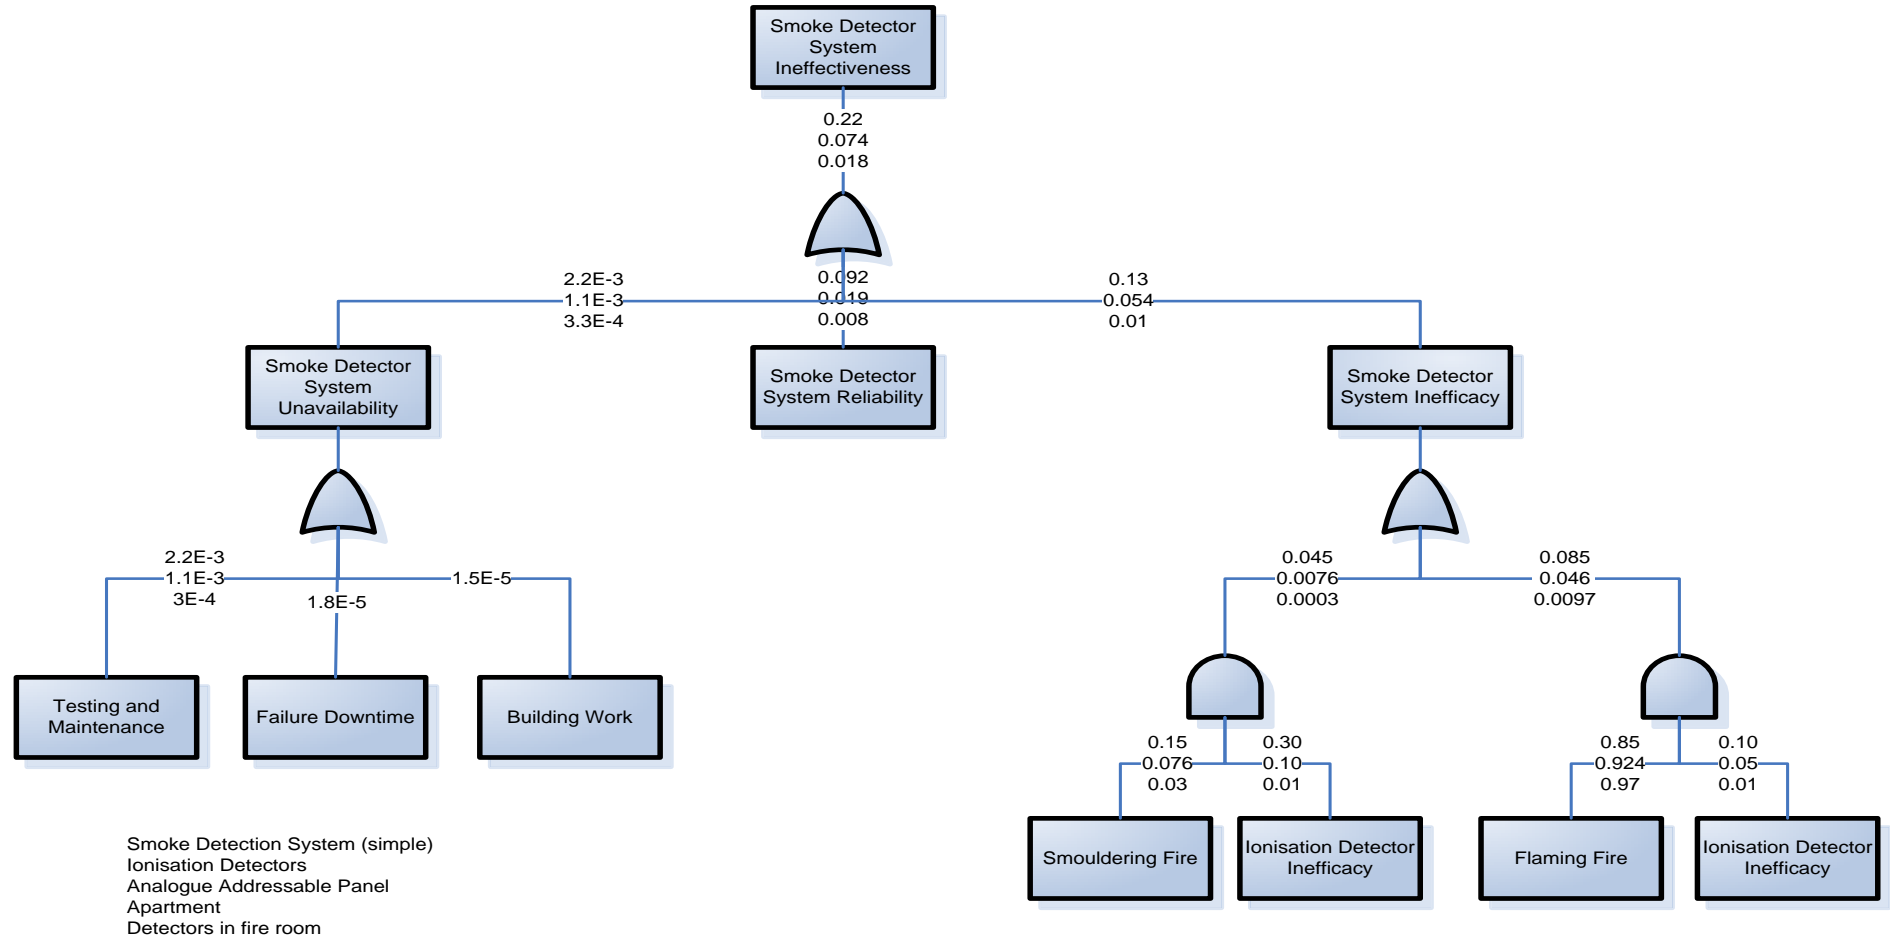 Smoke Detector
System
Ineffectiveness
0.22
0.074
0.018
2.2E-3
1.1E-3
3.3E-4
0.092
0.019
0.008
0.13
0.054
0.01
Smoke Detector
System
Unavailability
Smoke Detector
System Reliability
Smoke Detector
System Inefficacy
2.2E-3
1.1E-3
3E-4
1.8E-5
1.5E-5
0.045
0.0076
0.0003
0.085
0.046
0.0097
Testing and
Maintenance
Failure Downtime
Building Work
0.15
0.076
0.03
0.30
0.10
0.01
0.85
0.924
0.97
0.10
0.05
0.01
Smouldering Fire
Ionisation Detector
Inefficacy
Flaming Fire
Ionisation Detector
Inefficacy
Smoke Detection System (simple)
Ionisation Detectors
Analogue Addressable Panel
Apartment
Detectors in fire room